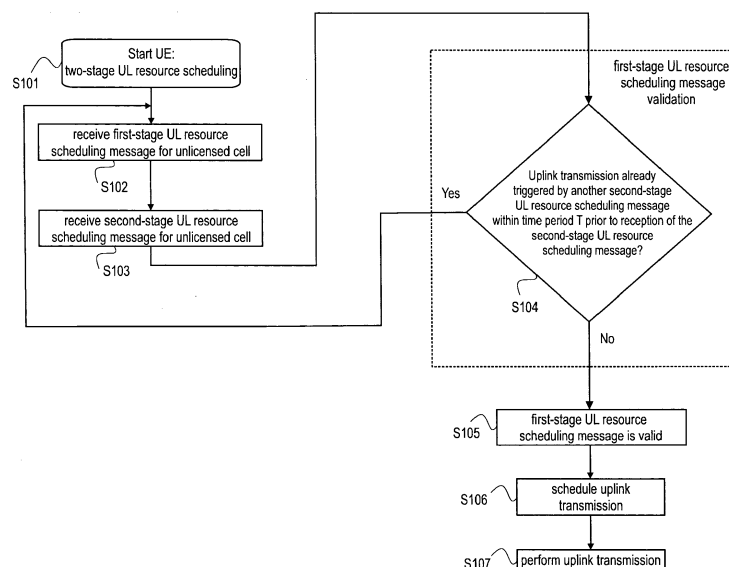 Start UE:
two-stage UL resource scheduling
S101
receive first-stage UL resource
scheduling message for unlicensed cell
S102
receive second-stage UL resource
scheduling message for unlicensed cell
S103
first-stage UL resource
scheduling message
validation
Uplink transmission already
triggered by another second-stage
UL resource scheduling message
within time period T prior to reception of the
second-stage UL resource
scheduling message?
Yes
S104
No
first-stage UL resource
scheduling message is valid
S105
schedule uplink
transmission
S106
perform uplink transmission
S107